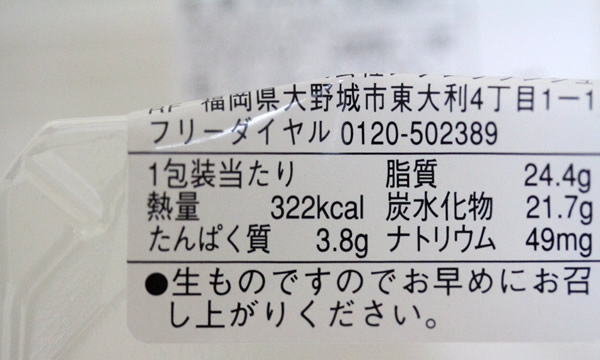 福岡県大野城市東大利4丁目1-1
フリーダイヤル 0120-502389
1包装当たり 脂質 24.4g
熱量 322kcal 炭水化物 21.7g
たんぱく質 3.8g ナトリウム 49mg
●生ものですのでお早めにお召
し上がりください。